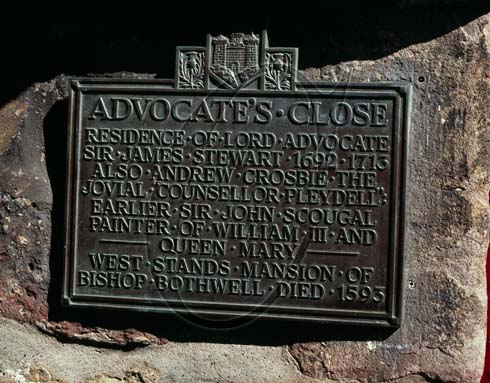 ADVOCATE'S · CLOSE
RESIDENCE · OF · LORD · ADVOCATE
SIR · JAMES · STEWART · 1692 · 1713
ALSO · ANDREW · CROSBIE · THE
JOVIAL "COUNSELLOR · PLEYDELL":
EARLIER · SIR · JOHN · SCOUGAL
PAINTER · OF · WILLIAM · III · AND
QUEEN · MARY
WEST · STANDS · MANSION · OF
BISHOP · BOTHWELL · DIED · 1593